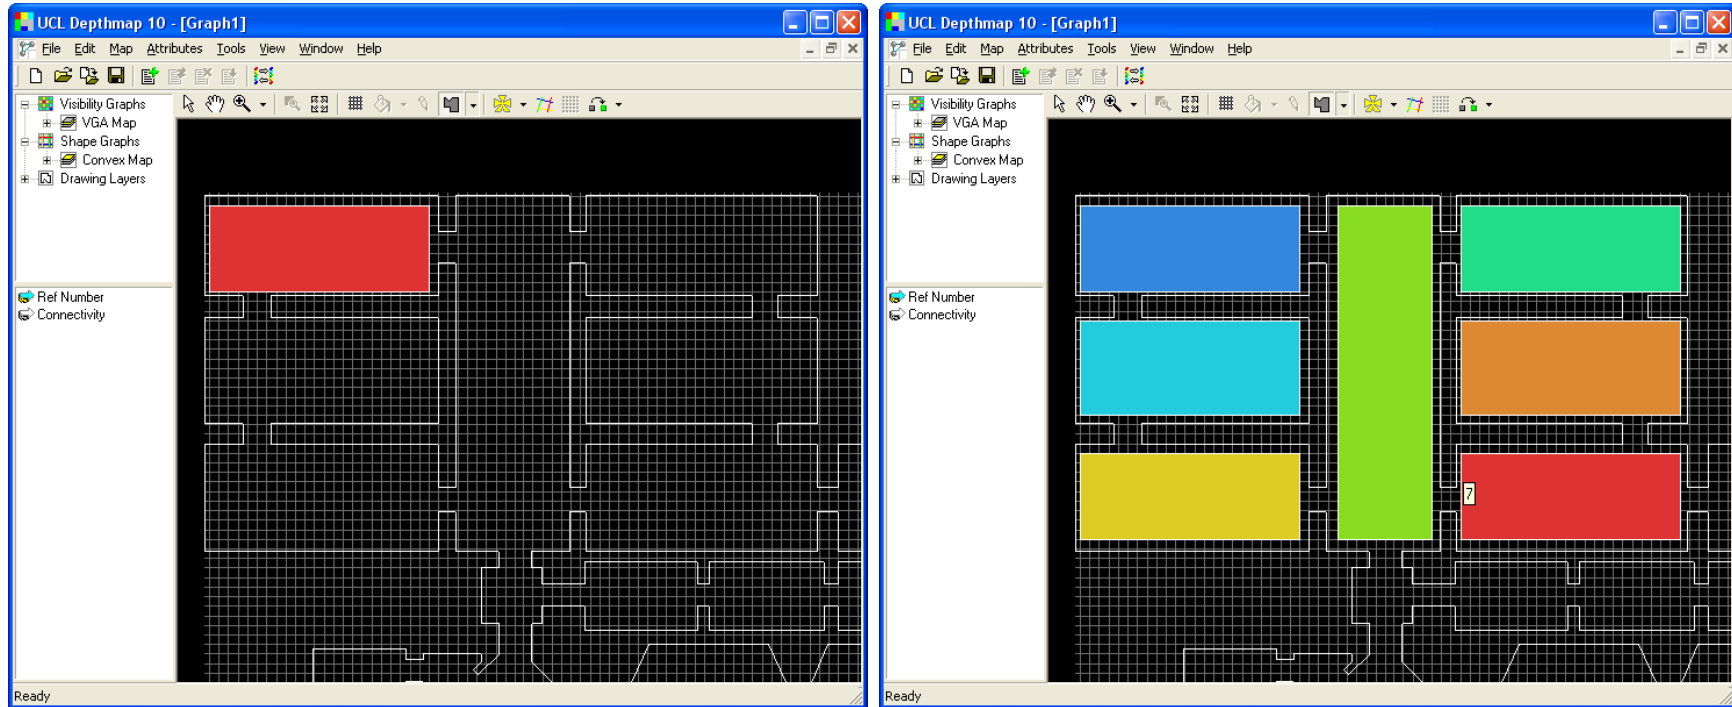 UCL Depthmap 10 - [Graph1]
File Edit Map Attributes Tools View Window Help
Visibility Graphs
VGA Map
Shape Graphs
Convex Map
Drawing Layers
Ref Number
Connectivity
Ready
UCL Depthmap 10 - [Graph1]
File Edit Map Attributes Tools View Window Help
Visibility Graphs
VGA Map
Shape Graphs
Convex Map
Drawing Layers
Ref Number
Connectivity
7
Ready